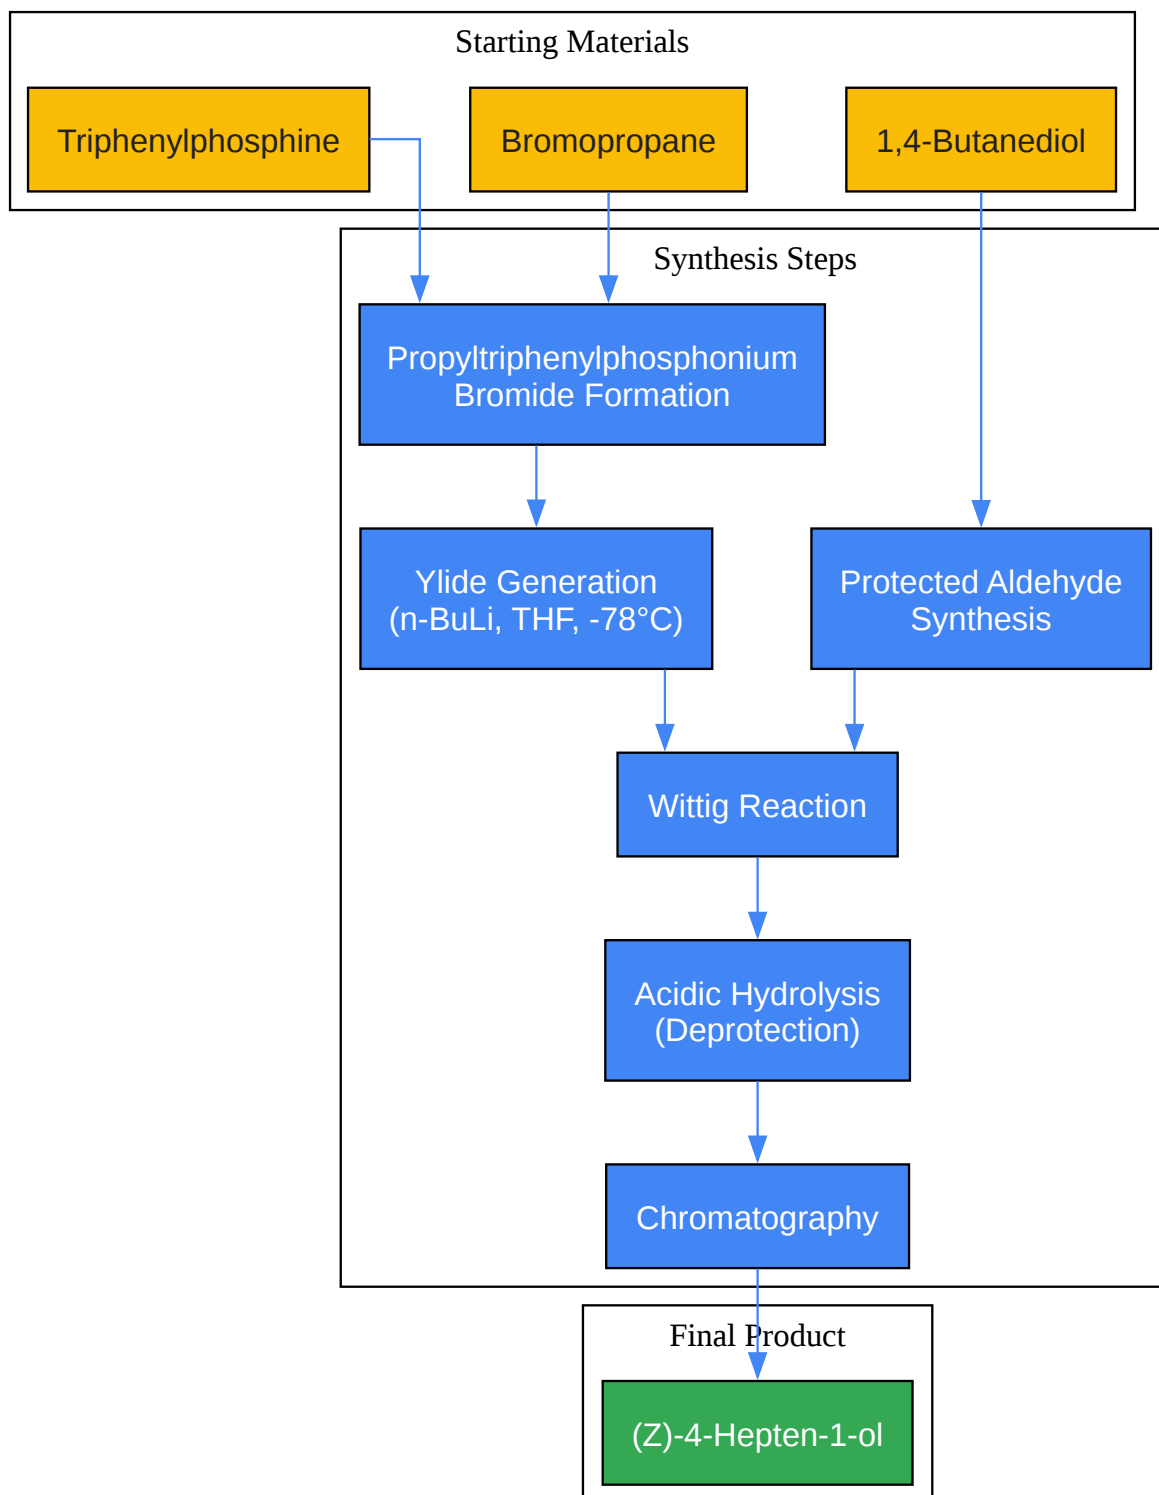 Starting Materials
Triphenylphosphine
Bromopropane
1,4-Butanediol
Synthesis Steps
Propyltriphenylphosphonium
Bromide Formation
Ylide Generation
(n-BuLi, THF, -78°C)
Protected Aldehyde
Synthesis
Wittig Reaction
Acidic Hydrolysis
(Deprotection)
Chromatography
Final Product
(Z)-4-Hepten-1-ol